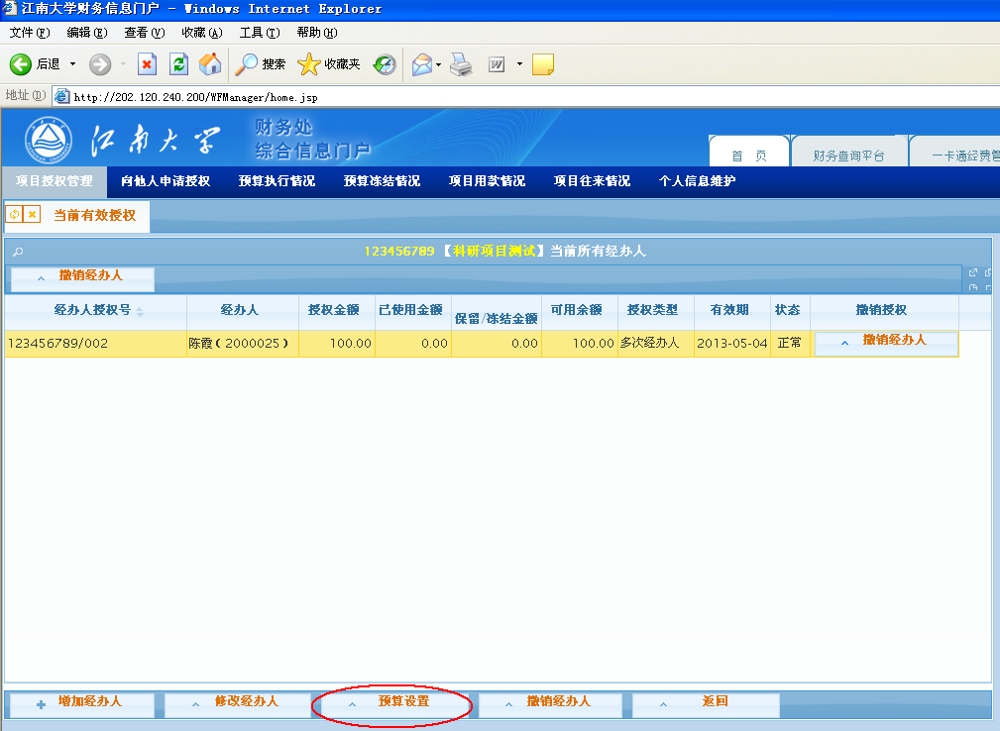 江南大学财务信息门户 - Windows Internet Explorer
文件(F) 编辑(E) 查看(V) 收藏(A) 工具(T) 帮助(H)
后退 搜索 收藏夹
地址(D) http://202.120.240.200/WFManager/home.jsp
江南大学 财务处
综合信息门户
首 页 财务查询平台 一卡通经费管
项目授权管理 向他人申请授权 预算执行情况 预算冻结情况 项目用款情况 项目往来情况 个人信息维护
当前有效授权
123456789 【科研项目测试】当前所有经办人
撤销经办人
经办人授权号 经办人 授权金额 已使用金额 保留/冻结金额 可用余额 授权类型 有效期 状态 撤销授权
123456789/002 陈霞(2000025) 100.00 0.00 0.00 100.00 多次经办人 2013-05-04 正常 撤销经办人
增加经办人 修改经办人 预算设置 撤销经办人 返回